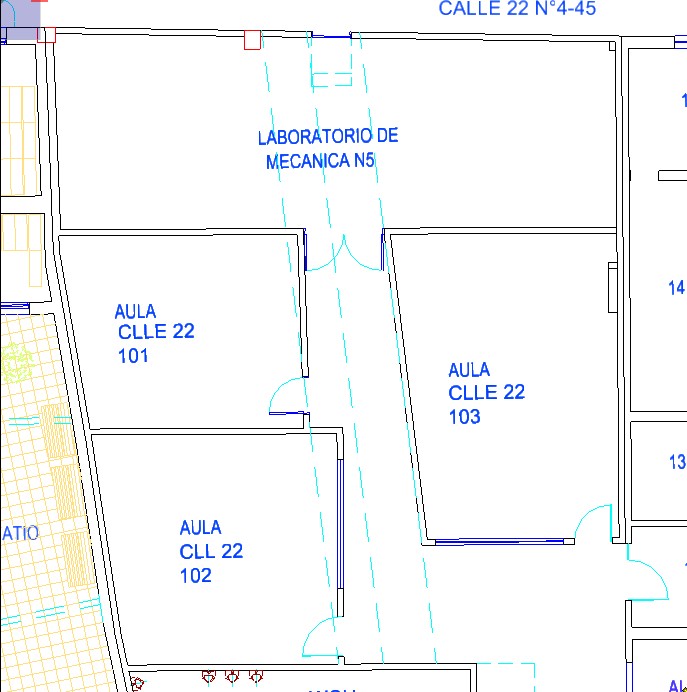 CALLE 22 N°4-45
LABORATORIO DE
MECANICA N5
AULA
CLLE 22
101
AULA
CLLE 22
103
14
13
AULA
CLL 22
102
ATIO